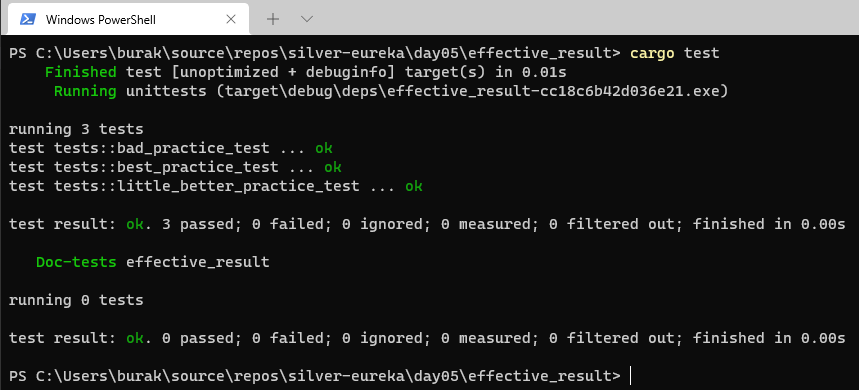 Windows PowerShell
PS C:\Users\burak\source\repos\silver-eureka\day05\effective_result> cargo test
    Finished test [unoptimized + debuginfo] target(s) in 0.01s
     Running unittests (target\debug\deps\effective_result-cc18c6b42d036e21.exe)
running 3 tests
test tests::bad_practice_test ... ok
test tests::best_practice_test ... ok
test tests::little_better_practice_test ... ok
test result: ok. 3 passed; 0 failed; 0 ignored; 0 measured; 0 filtered out; finished in 0.00s
   Doc-tests effective_result
running 0 tests
test result: ok. 0 passed; 0 failed; 0 ignored; 0 measured; 0 filtered out; finished in 0.00s
PS C:\Users\burak\source\repos\silver-eureka\day05\effective_result>